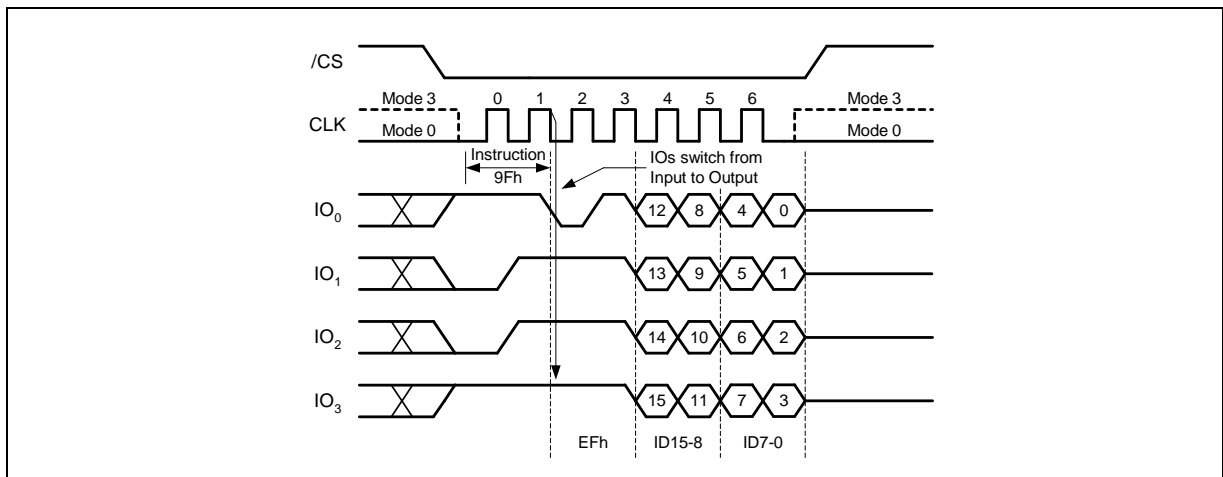 /CS
Mode 3 0 1 2 3 4 5 6 Mode 3
CLK
Mode 0 Mode 0
Instruction
9Fh
IOs switch from
Input to Output
IO0 12 8 4 0
IO1 13 9 5 1
IO2 14 10 6 2
IO3 15 11 7 3
EFh ID15-8 ID7-0